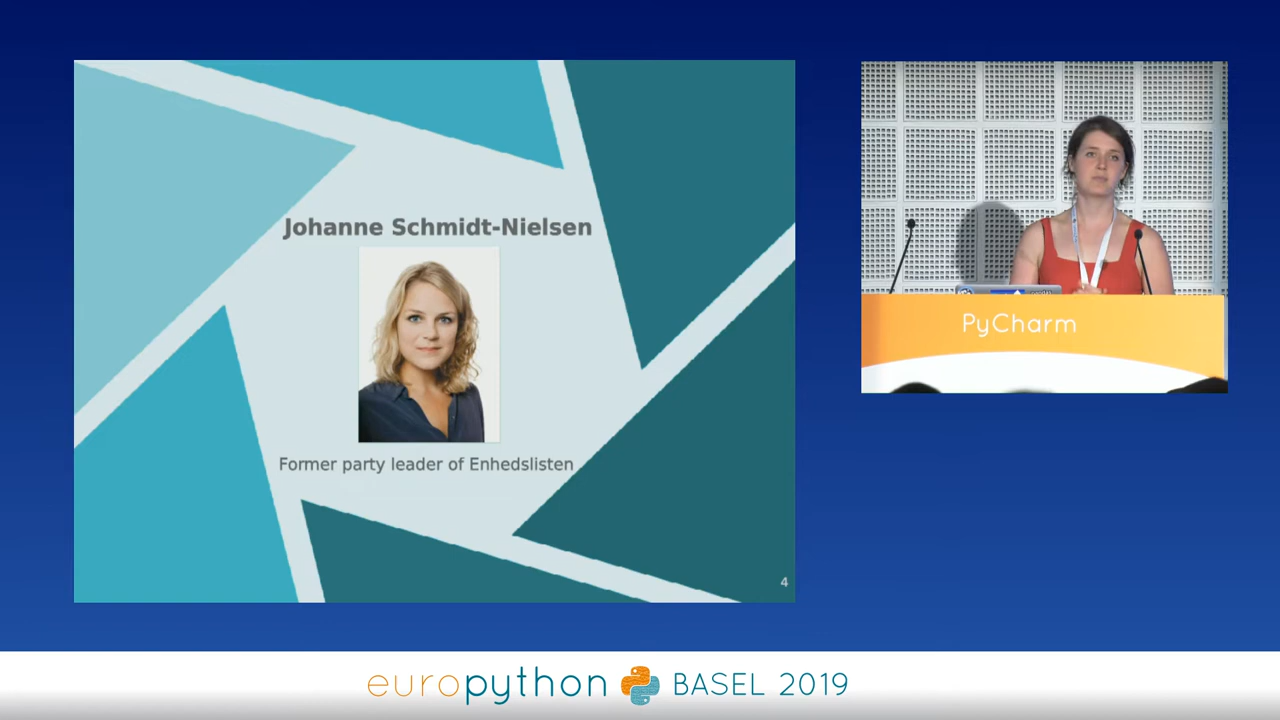 Johanne Schmidt-Nielsen
Former party leader of Enhedslisten
4
PyCharm
europython BASEL 2019